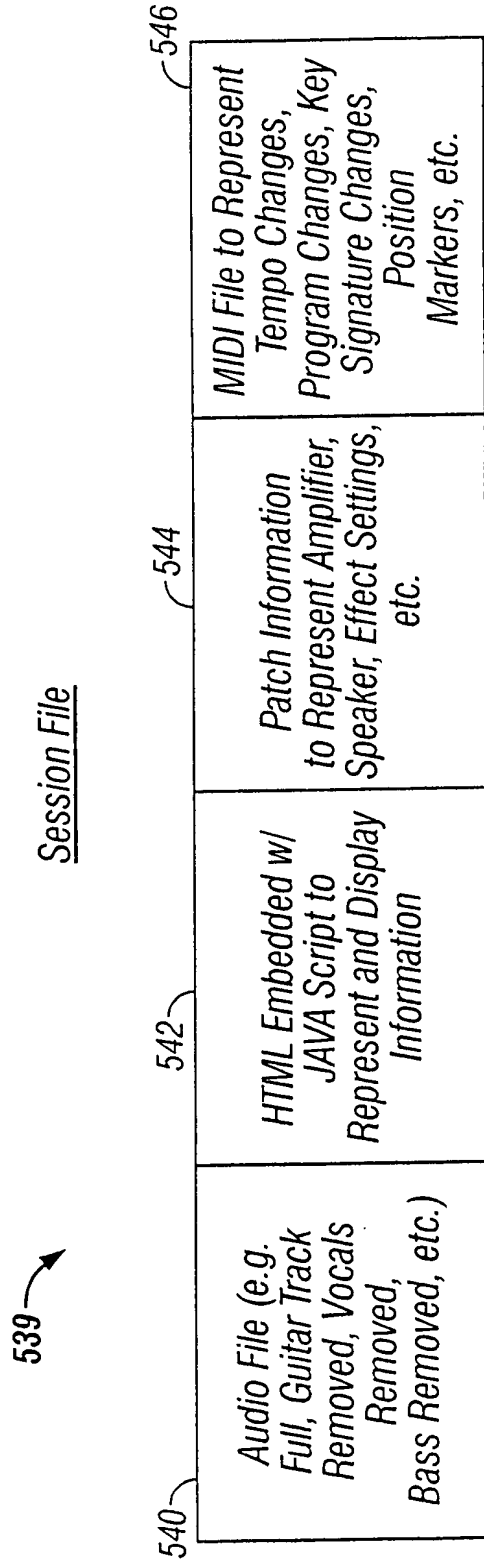 Session File
539
540
Audio File (e.g.
Full, Guitar Track
Removed, Vocals
Removed,
Bass Removed, etc.)
542
HTML Embedded w/
JAVA Script to
Represent and Display
Information
544
Patch Information
to Represent Amplifier,
Speaker, Effect Settings,
etc.
546
MIDI File to Represent
Tempo Changes,
Program Changes, Key
Signature Changes,
Position
Markers, etc.